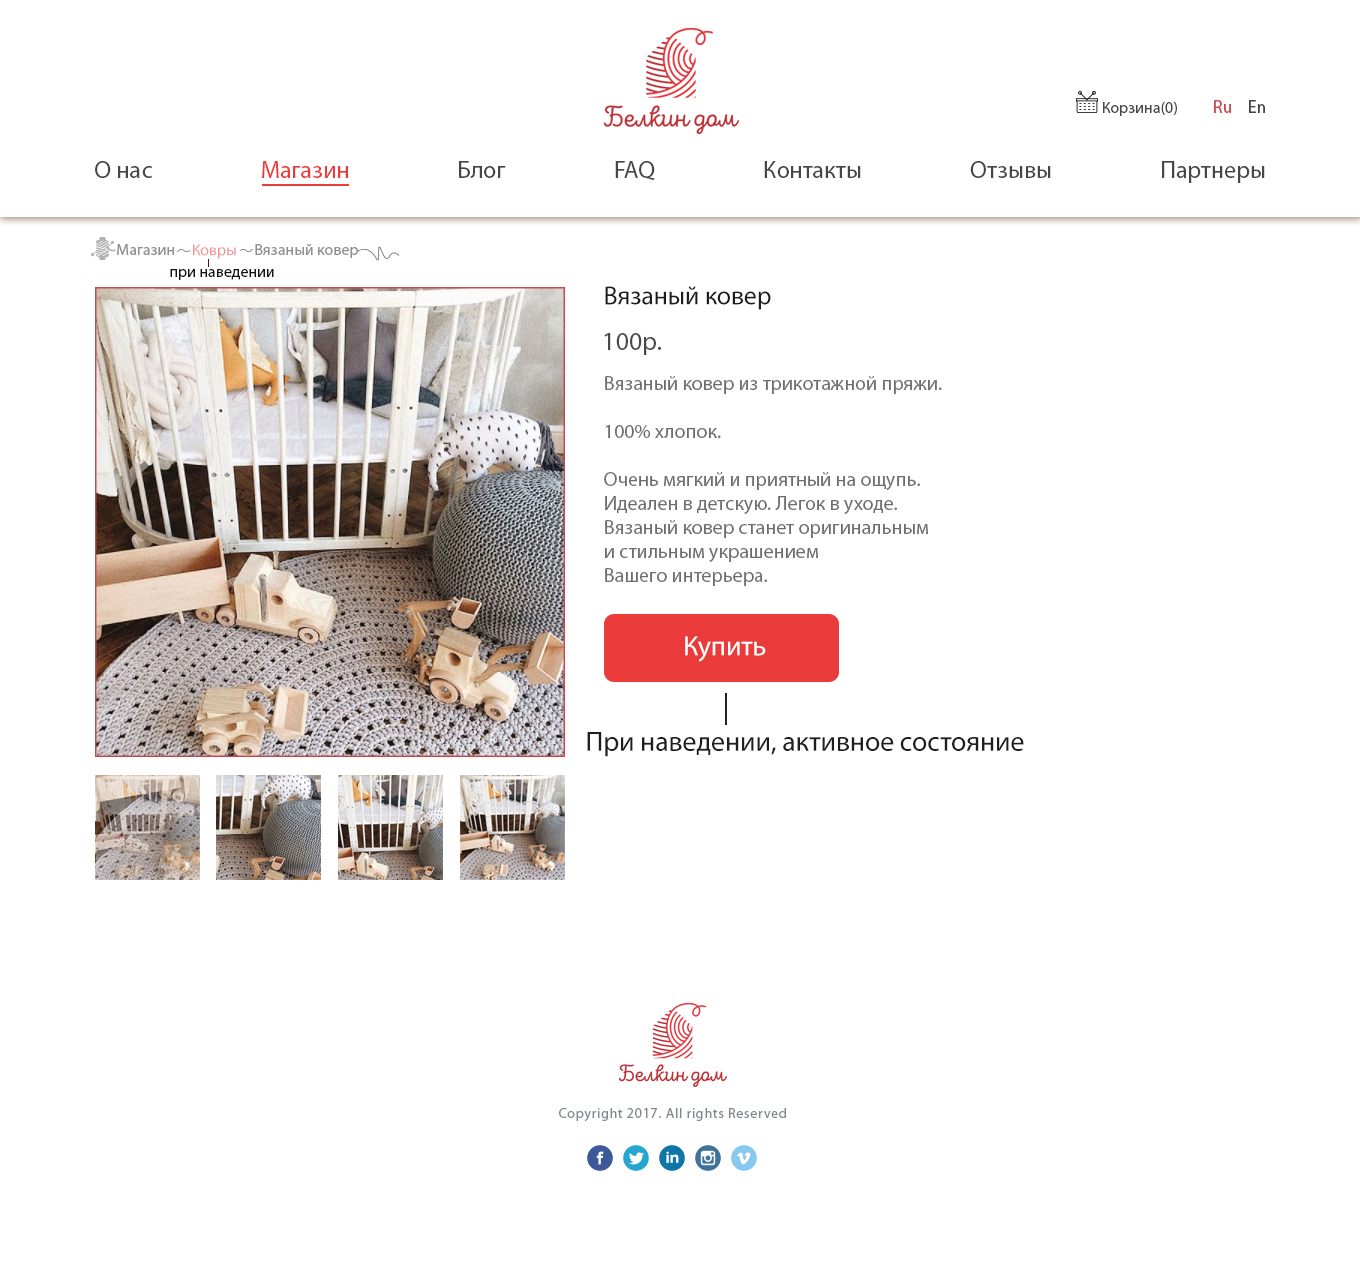 Белкин дом
Корзина(0)
Ru
En
О нас
Магазин
Блог
FAQ
Контакты
Отзывы
Партнеры
Магазин
Ковры
Вязаный ковер
при наведении
Вязаный ковер
100р.
Вязаный ковер из трикотажной пряжи.
100% хлопок.
Очень мягкий и приятный на ощупь.
Идеален в детскую. Легок в уходе.
Вязаный ковер станет оригинальным
и стильным украшением
Вашего интерьера.
Купить
При наведении, активное состояние
Белкин дом
Copyright 2017. All rights Reserved